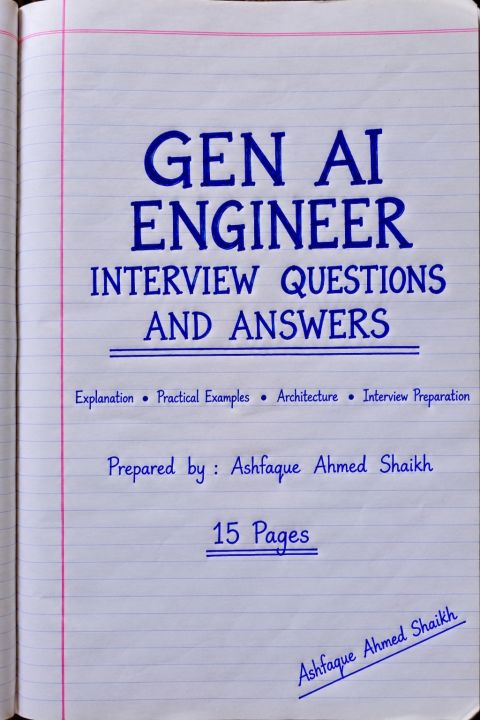 GEN AI
ENGINEER
INTERVIEW QUESTIONS
AND ANSWERS
Explanation • Practical Examples • Architecture • Interview Preparation
Prepared by : Ashfaque Ahmed Shaikh
15 Pages
Ashfaque Ahmed Shaikh